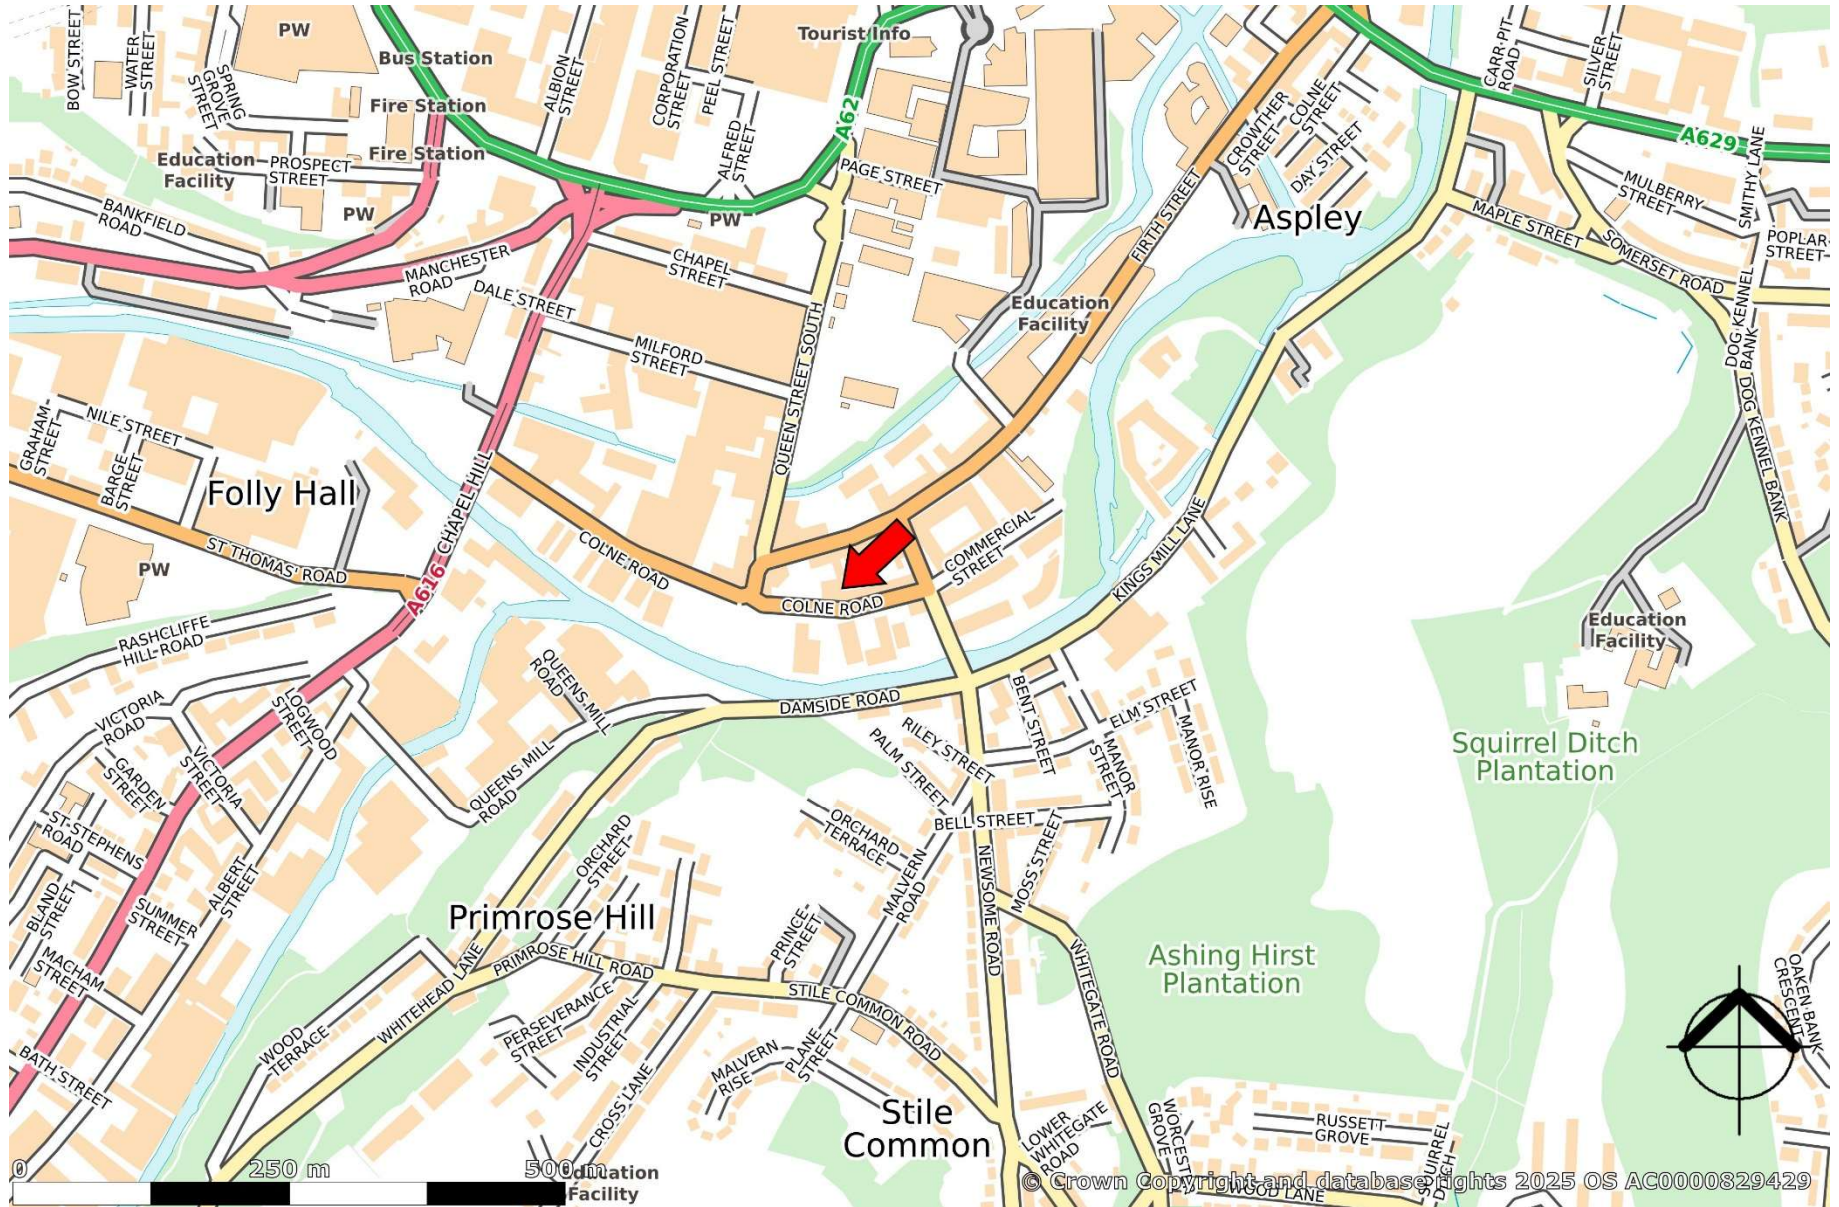 BOW STREET
WATER
STREET
PW
SPRING
GROVE
STREET
Bus Station
Fire Station
Fire Station
ALBION
STREET
CORPORATION
STREET
PEEL STREET
ALFRED
STREET
Tourist Info
A62
PAGE STREET
CARR PIT
ROAD
SILVER
STREET
A629
SMITHY LANE
CROWTHER
STREET
COLNE
STREET
DAY STREET
MULBERRY
STREET
POPLAR
STREET
Education
Facility
PROSPECT
STREET
PW
PW
BANKFIELD
ROAD
MANCHESTER
ROAD
DALE STREET
CHAPEL
STREET
FIRTH STREET
Aspley
MAPLE STREET
SOMERSET ROAD
DOG KENNEL
BANK
DOG KENNEL BANK
Education
Facility
MILFORD
STREET
QUEEN STREET SOUTH
NILE STREET
GRAHAM
STREET
BARGE
STREET
Folly Hall
CHAPEL HILL
A616
ST THOMAS' ROAD
PW
COLNE ROAD
COLNE ROAD
COMMERCIAL
STREET
KINGS MILL LANE
Education
Facility
RASHCLIFFE
HILL ROAD
VICTORIA
ROAD
LOGWOOD
STREET
QUEENS MILL
ROAD
DAMSIDE ROAD
BENT STREET
ELM STREET
MANOR RISE
MANOR
STREET
RILEY STREET
PALM STREET
Squirrel Ditch
Plantation
VICTORIA
STREET
GARDEN
STREET
QUEENS MILL
ROAD
ORCHARD
STREET
ORCHARD
TERRACE
BELL STREET
MOSS STREET
ST STEPHENS
ROAD
ALBERT
STREET
BLAND
STREET
SUMMER
STREET
MACHAM
STREET
Primrose Hill
PRIMROSE HILL ROAD
PRINCE
STREET
MALVERN
ROAD
NEWSOME ROAD
WHITEGATE ROAD
Ashing Hirst
Plantation
OAKEN BANK
CRESCENT
WHITEHEAD LANE
WOOD
TERRACE
PERSEVERANCE
STREET
INDUSTRIAL
STREET
CROSS LANE
STILE COMMON ROAD
MALVERN
RISE
PLANE
STREET
BATH STREET
Stile
Common
LOWER
WHITEGATE
ROAD
WORCESTER
GROVE
RUSSETT
GROVE
SQUIRREL
DITCH
WOOD LANE
Education
Facility
0
250 m
500 m
© Crown Copyright and database rights 2025 OS AC0000829429